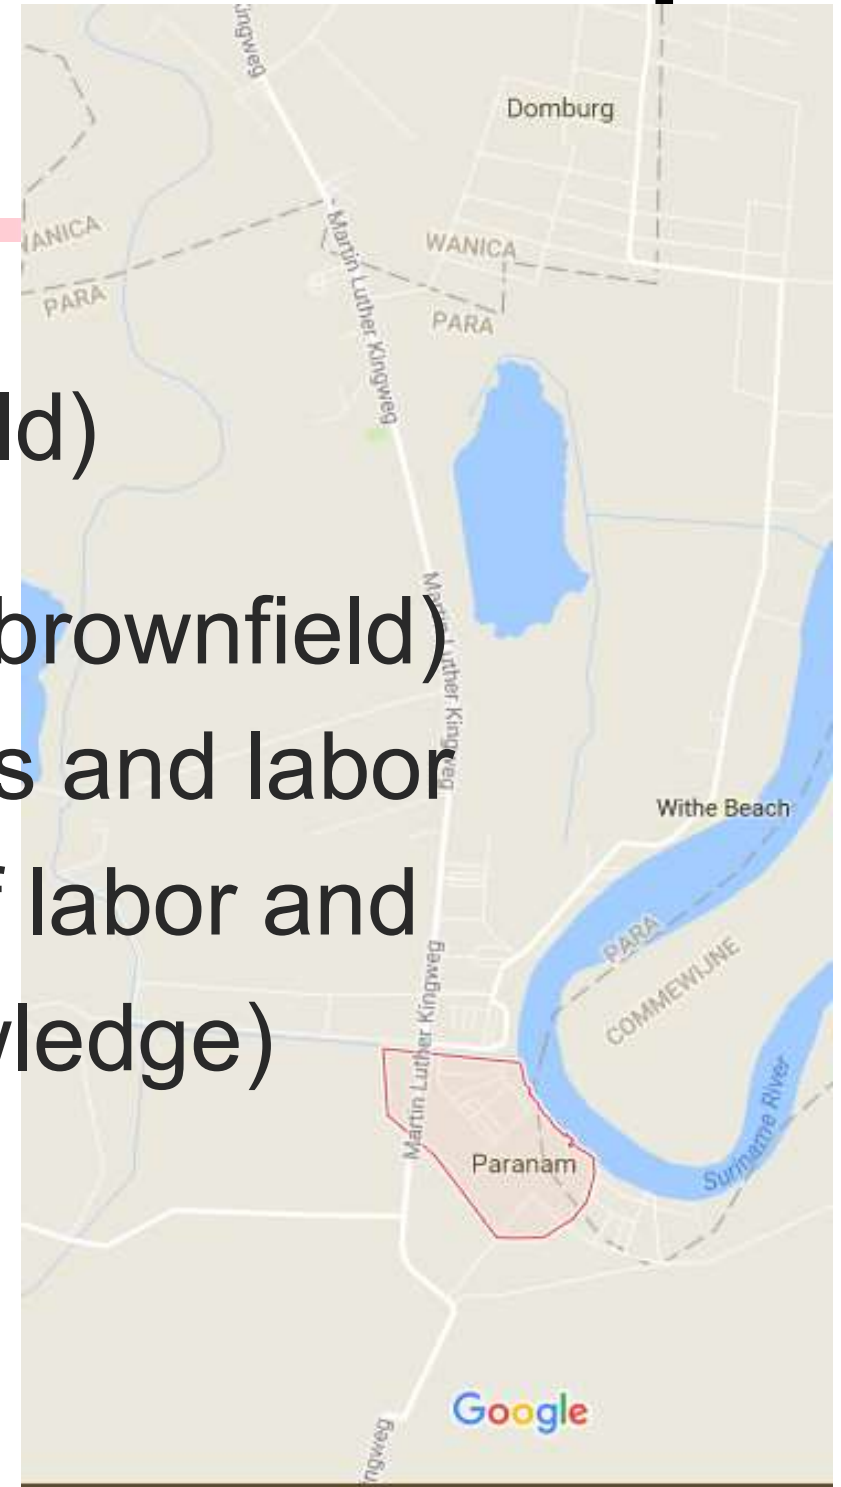 Domburg
WANICA
PARA
Martin Luther Kingweg
WANICA
PARA
ld)
brownfield)
Martin Luther Kingweg
s and labor
Withe Beach
labor and
PARA
COMMEWIJNE
Martin Luther Kingweg
wledge)
Suriname River
Paranam
Google
ngweg